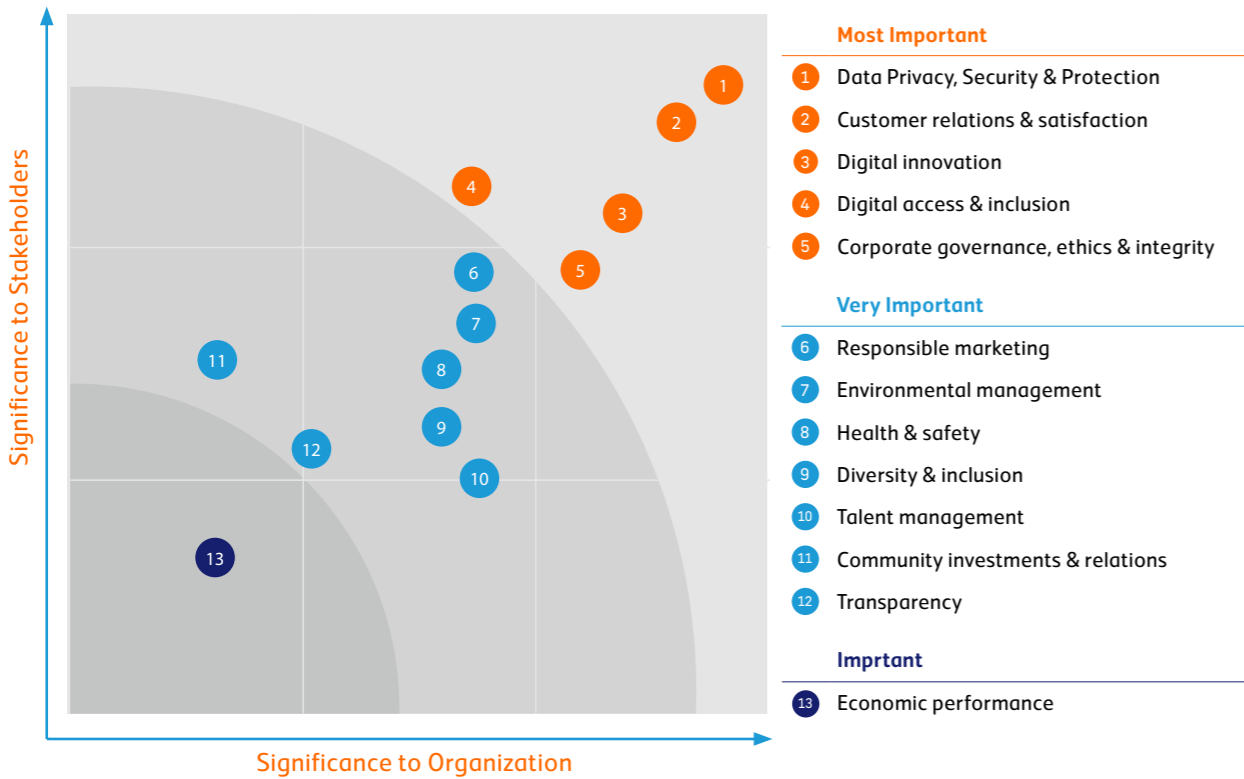 Significance to Stakeholders
1
2
4
3
5
6
7
11
8
9
12
10
13
Significance to Organization
Most Important
1 Data Privacy, Security & Protection
2 Customer relations & satisfaction
3 Digital innovation
4 Digital access & inclusion
5 Corporate governance, ethics & integrity
Very Important
6 Responsible marketing
7 Environmental management
8 Health & safety
9 Diversity & inclusion
10 Talent management
11 Community investments & relations
12 Transparency
Imprtant
13 Economic performance